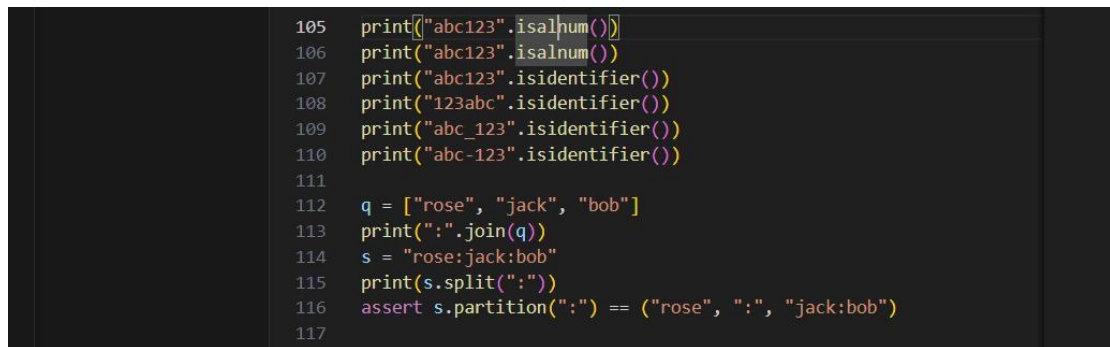 105 print("abc123".isalnum())
106 print("abc123".isalnum())
107 print("abc123".isidentifier())
108 print("123abc".isidentifier())
109 print("abc_123".isidentifier())
110 print("abc-123".isidentifier())
111
112 q = ["rose", "jack", "bob"]
113 print(":".join(q))
114 s = "rose:jack:bob"
115 print(s.split(":"))
116 assert s.partition(":") == ("rose", ":", "jack:bob")
117